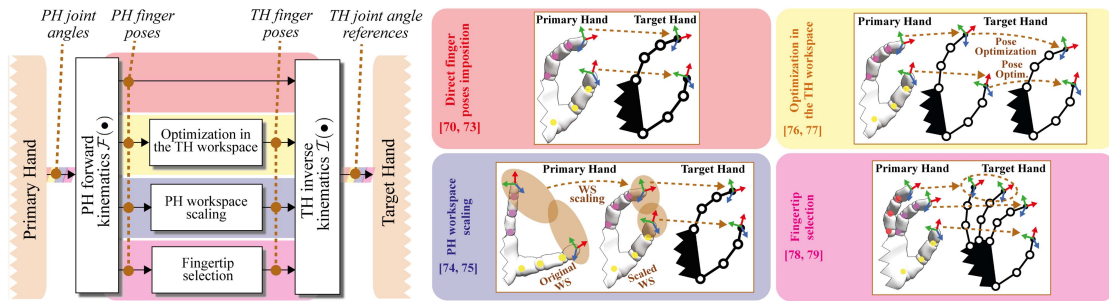 PH joint
angles
PH finger
poses
TH finger
poses
TH joint angle
references
Primary Hand
PH forward
kinematics F(•)
Optimization in
the TH workspace
PH workspace
scaling
Fingertip
selection
TH inverse
kinematics I(•)
Target Hand
Direct finger
poses imposition
[70, 73]
Primary Hand
Target Hand
Optimization in
the TH workspace
[76, 77]
Primary Hand
Target Hand
Pose
Optimization
Pose
Optim.
PH workspace
scaling
[74, 75]
Primary Hand
Target Hand
WS
scaling
Original
WS
Scaled
WS
Fingertip
selection
[78, 79]
Primary Hand
Target Hand